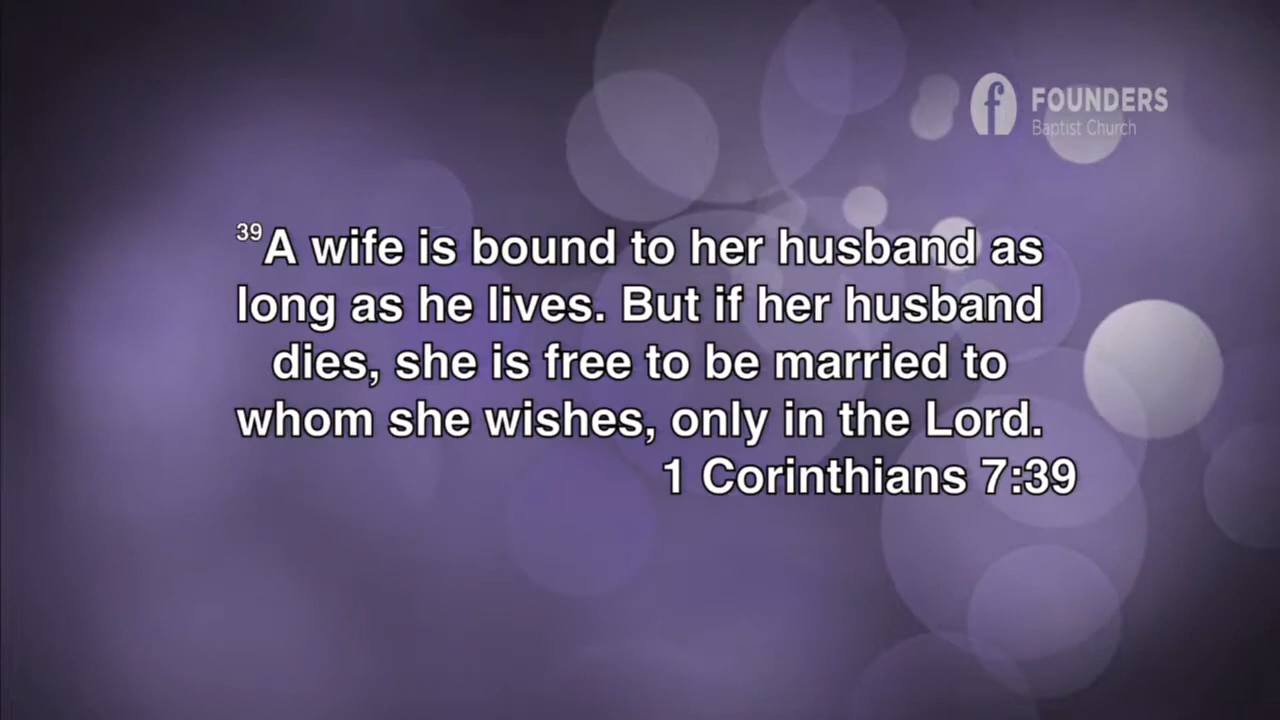 FOUNDERS
Baptist Church
39A wife is bound to her husband as
long as he lives. But if her husband
dies, she is free to be married to
whom she wishes, only in the Lord.
1 Corinthians 7:39